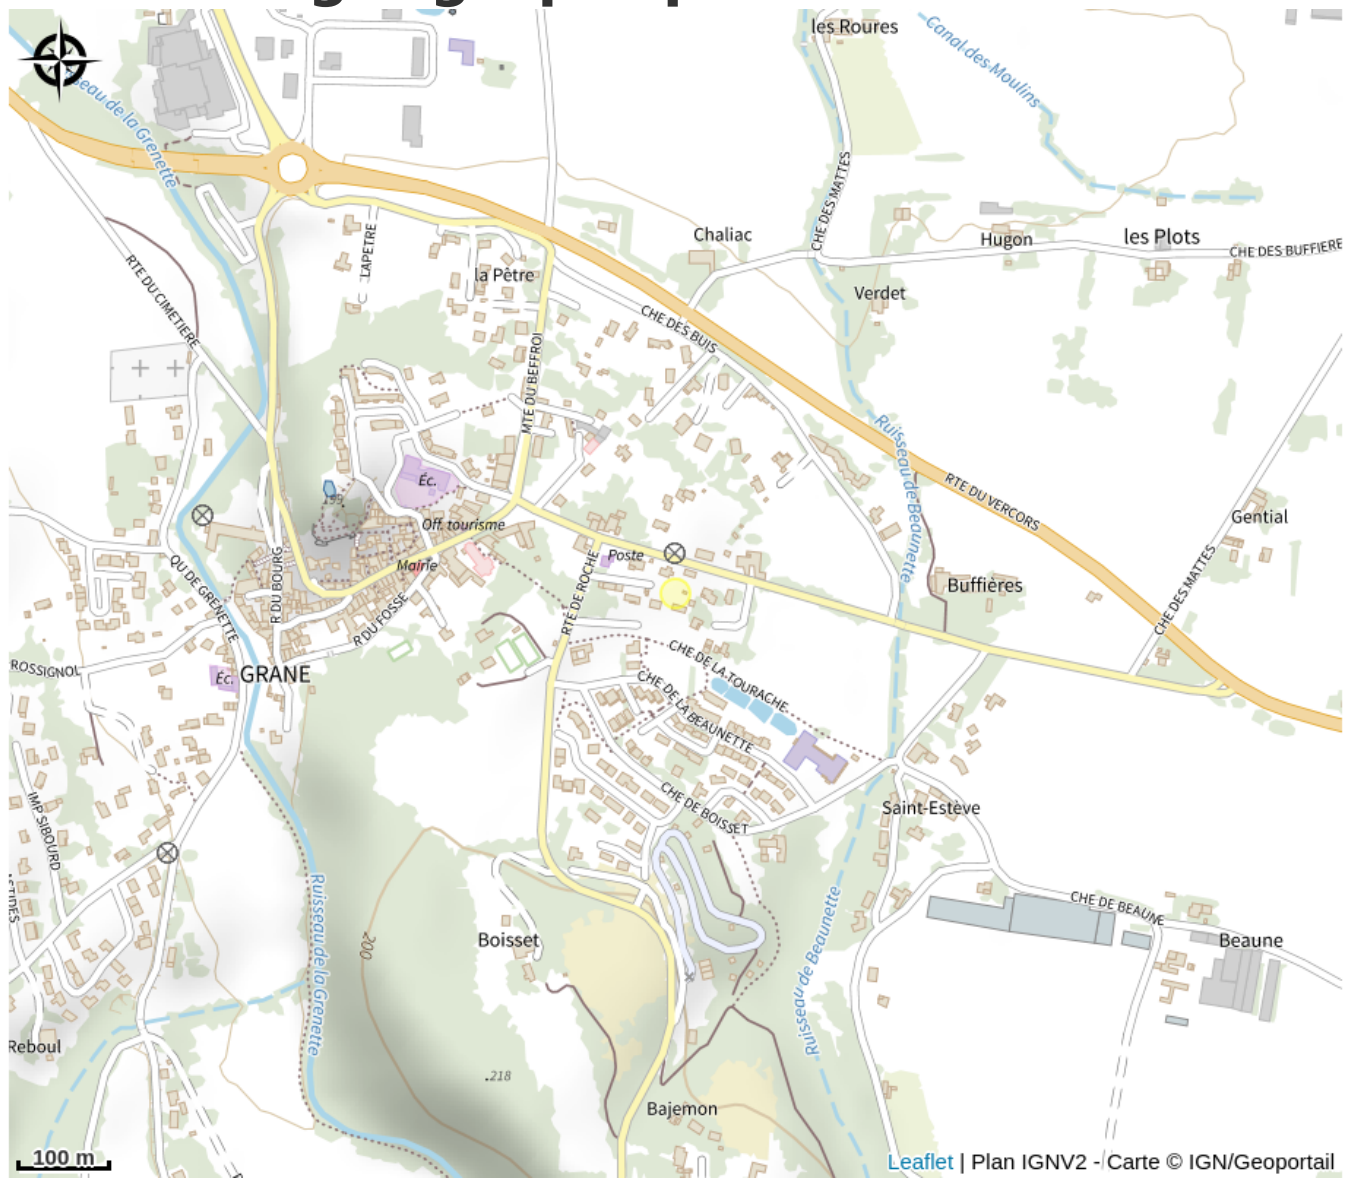 les Roures
Canal des Moulins
Ruisseau de la Grenette
CHE DES MATTES
LAPETRE
Chaliac
Hugon
les Plots
CHE DES BUFFIERE
RTE DU CIMETIERE
la Pêtre
Verdet
CHE DES BUIS
MTE DU BEFFROI
Ruisseau de Beaunette
Éc.
RTE DU VERCORS
Off. tourisme
Gential
Mairie
Poste
QU DE GRENETTE
R DU BOURG
RTE DE ROCHE
Buffières
CHE DES MATTES
R DU FOSSE
ROSSIGNOL
Éc.
GRANE
CHE DE LA TOURACHE
CHE DE LA BEAUNETTE
IMP SIBOURD
CHE DE BOISSET
Saint-Estève
CHE DE BEAUNE
Boisset
200
Beaune
Ruisseau de la Grenette
Ruisseau de Beaunette
Reboul
.218
Bajemon
100 m
Leaflet | Plan IGNV2 - Carte © IGN/Geoportail